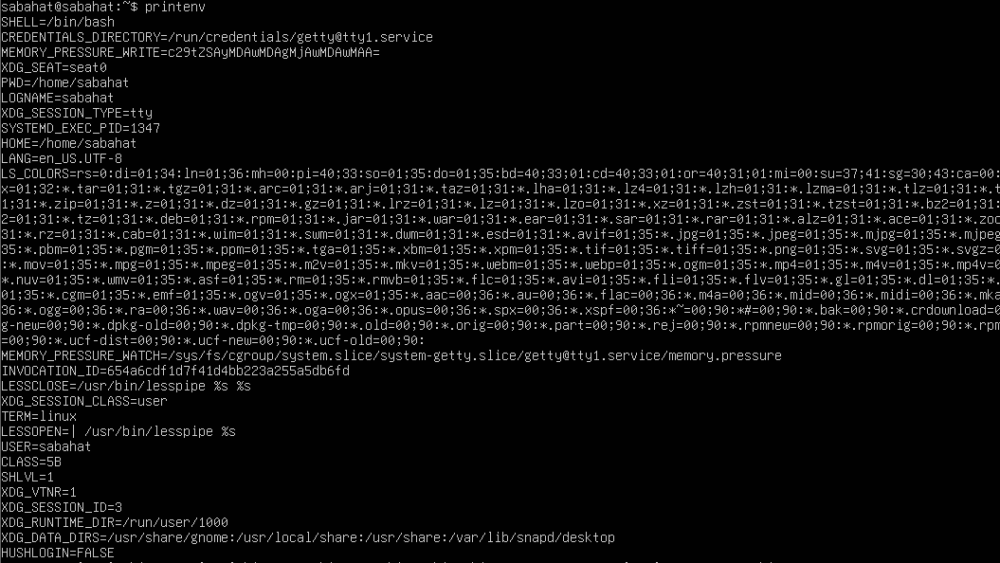 sabahat@sabahat:~$ printenv
SHELL=/bin/bash
CREDENTIALS_DIRECTORY=/run/credentials/getty@tty1.service
MEMORY_PRESSURE_WRITE=c29tZSAyMDAwMDAgMjAwMDAwMAA=
XDG_SEAT=seat0
PWD=/home/sabahat
LOGNAME=sabahat
XDG_SESSION_TYPE=tty
SYSTEMD_EXEC_PID=1347
HOME=/home/sabahat
LANG=en_US.UTF-8
LS_COLORS=rs=0:di=01;34:ln=01;36:mh=00:pi=40;33:so=01;35:do=01;35:bd=40;33;01:cd=40;33;01:or=40;31;01:mi=00:su=37;41:sg=30;43:ca=00:
x=01;32:*.tar=01;31:*.tgz=01;31:*.arc=01;31:*.arj=01;31:*.taz=01;31:*.lha=01;31:*.lz4=01;31:*.lzh=01;31:*.lzma=01;31:*.tlz=01;31:*.t
1;31:*.zip=01;31:*.z=01;31:*.dz=01;31:*.gz=01;31:*.lrz=01;31:*.lz=01;31:*.lzo=01;31:*.xz=01;31:*.zst=01;31:*.tzst=01;31:*.bz2=01;31:
2=01;31:*.tz=01;31:*.deb=01;31:*.rpm=01;31:*.jar=01;31:*.war=01;31:*.ear=01;31:*.sar=01;31:*.rar=01;31:*.alz=01;31:*.ace=01;31:*.zoo
;31:*.rz=01;31:*.cab=01;31:*.wim=01;31:*.swm=01;31:*.dwm=01;31:*.esd=01;31:*.avif=01;35:*.jpg=01;35:*.jpeg=01;35:*.mjpg=01;35:*.mjpe
35:*.pbm=01;35:*.pgm=01;35:*.ppm=01;35:*.tga=01;35:*.xbm=01;35:*.xpm=01;35:*.tif=01;35:*.tiff=01;35:*.png=01;35:*.svg=01;35:*.svgz=0
:*.mov=01;35:*.mpg=01;35:*.mpeg=01;35:*.m2v=01;35:*.mkv=01;35:*.webm=01;35:*.webp=01;35:*.ogm=01;35:*.mp4=01;35:*.m4v=01;35:*.mp4v=0
*.nuv=01;35:*.wmv=01;35:*.asf=01;35:*.rm=01;35:*.rmvb=01;35:*.flc=01;35:*.avi=01;35:*.fli=01;35:*.flv=01;35:*.gl=01;35:*.dl=01;35:*.
01;35:*.cgm=01;35:*.emf=01;35:*.ogv=01;35:*.ogx=01;35:*.aac=00;36:*.au=00;36:*.flac=00;36:*.m4a=00;36:*.mid=00;36:*.midi=00;36:*.mka
36:*.ogg=00;36:*.ra=00;36:*.wav=00;36:*.oga=00;36:*.opus=00;36:*.spx=00;36:*.xspf=00;36:*~=00;90:*#=00;90:*.bak=00;90:*.crdownload=0
g-new=00;90:*.dpkg-old=00;90:*.dpkg-tmp=00;90:*.old=00;90:*.orig=00;90:*.part=00;90:*.rej=00;90:*.rpmnew=00;90:*.rpmorig=00;90:*.rpm
=00;90:*.ucf-dist=00;90:*.ucf-new=00;90:*.ucf-old=00;90:
MEMORY_PRESSURE_WATCH=/sys/fs/cgroup/system.slice/system-getty.slice/getty@tty1.service/memory.pressure
INVOCATION_ID=654a6cdf1d7f41d4bb223a255a5db6fd
LESSCLOSE=/usr/bin/lesspipe %s %s
XDG_SESSION_CLASS=user
TERM=linux
LESSOPEN=| /usr/bin/lesspipe %s
USER=sabahat
CLASS=5B
SHLVL=1
XDG_VTNR=1
XDG_SESSION_ID=3
XDG_RUNTIME_DIR=/run/user/1000
XDG_DATA_DIRS=/usr/share/gnome:/usr/local/share:/usr/share:/var/lib/snapd/desktop
HUSHLOGIN=FALSE